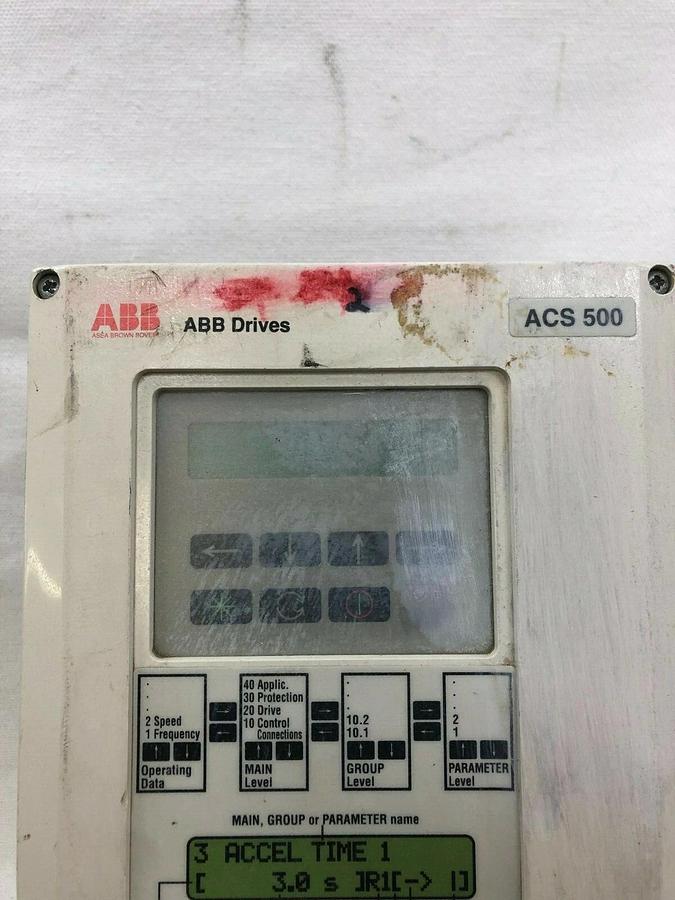 ABB
ASEA BROWN BOVERI
ABB Drives
2
ACS 500
40 Applic.
30 Protection
20 Drive
10 Control
Connections
2 Speed
1 Frequency
10.2
10.1
2
1
Operating
Data
MAIN
Level
GROUP
Level
PARAMETER
Level
MAIN, GROUP or PARAMETER name
3 ACCEL TIME 1
[ 3.0 s ]R1[-> |]